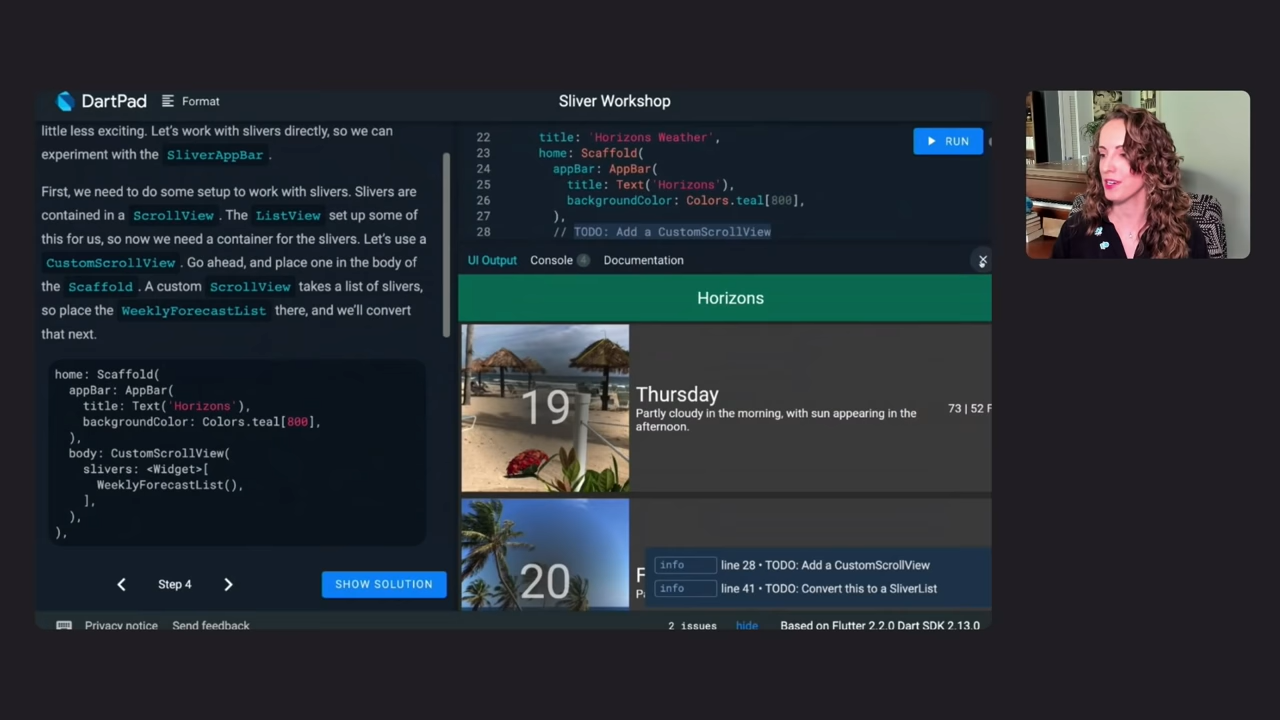 DartPad
Format
Sliver Workshop
little less exciting. Let's work with slivers directly, so we can
experiment with the SliverAppBar .
First, we need to do some setup to work with slivers. Slivers are
contained in a ScrollView . The ListView set up some of
this for us, so now we need a container for the slivers. Let's use a
CustomScrollView . Go ahead, and place one in the body of
the Scaffold . A custom ScrollView takes a list of slivers,
so place the WeeklyForecastList there, and we'll convert
that next.
home: Scaffold(
appBar: AppBar(
title: Text('Horizons'),
backgroundColor: Colors.teal[800],
),
body: CustomScrollView(
slivers: <Widget>[
WeeklyForecastList(),
],
),
),
Step 4
SHOW SOLUTION
22 title: 'Horizons Weather',
23 home: Scaffold(
24 appBar: AppBar(
25 title: Text('Horizons'),
26 backgroundColor: Colors.teal[800],
27 ),
28 // TODO: Add a CustomScrollView
RUN
UI Output
Console 4
Documentation
Horizons
19
Thursday
Partly cloudy in the morning, with sun appearing in the
afternoon.
73 | 52 F
20
info line 28 • TODO: Add a CustomScrollView
info line 41 • TODO: Convert this to a SliverList
Privacy notice
Send feedback
2 issues
hide
Based on Flutter 2.2.0 Dart SDK 2.13.0